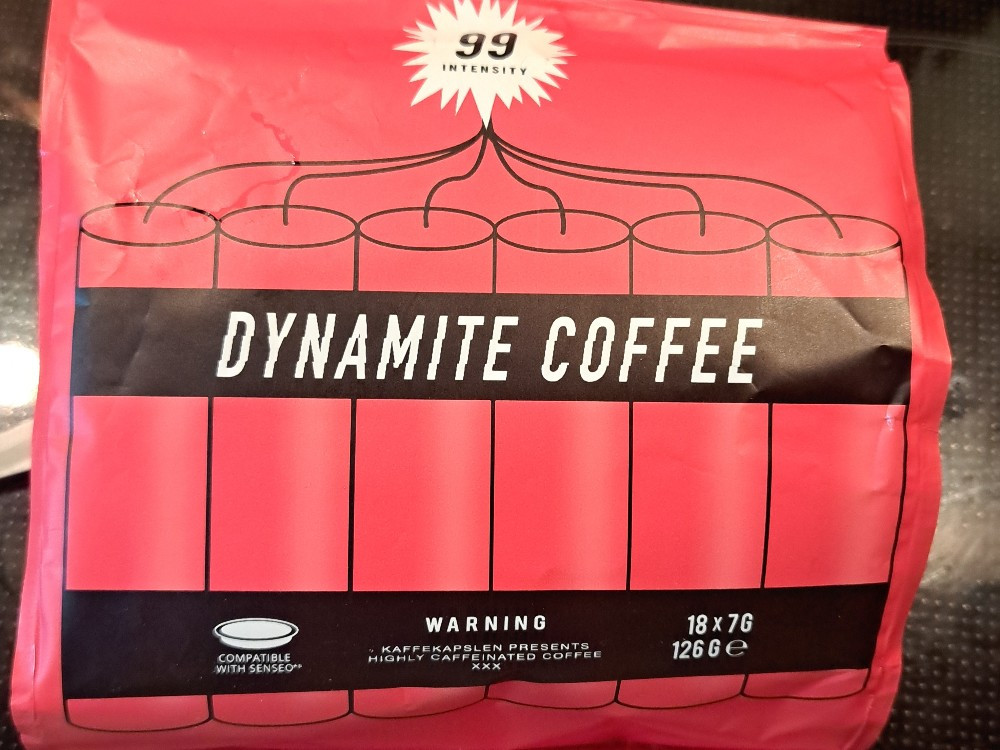 99
INTENSITY
DYNAMITE COFFEE
COMPATIBLE
WITH SENSEO*®
WARNING
KAFFEKAPSLEN PRESENTS
HIGHLY CAFFEINATED COFFEE
XXX
18 x 7G
126 G ℮